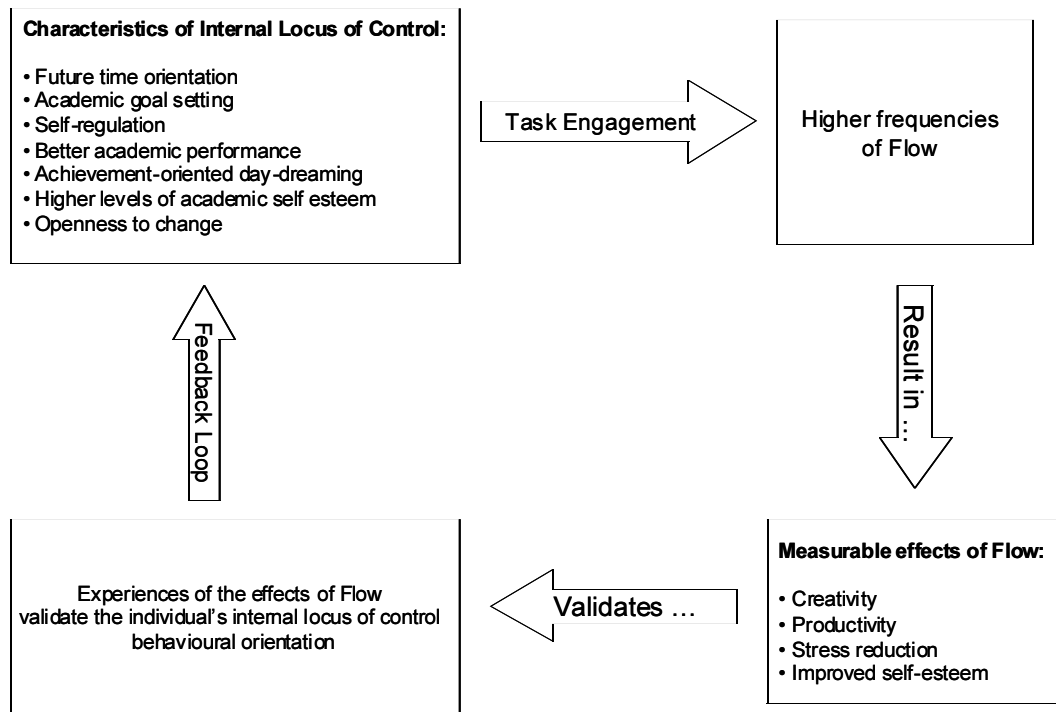 Characteristics of Internal Locus of Control:
• Future time orientation
• Academic goal setting
• Self-regulation
• Better academic performance
• Achievement-oriented day-dreaming
• Higher levels of academic self esteem
• Openness to change
Task Engagement
Higher frequencies
of Flow
Result in ...
Measurable effects of Flow:
• Creativity
• Productivity
• Stress reduction
• Improved self-esteem
Validates ...
Experiences of the effects of Flow
validate the individual's internal locus of control
behavioural orientation
Feedback Loop